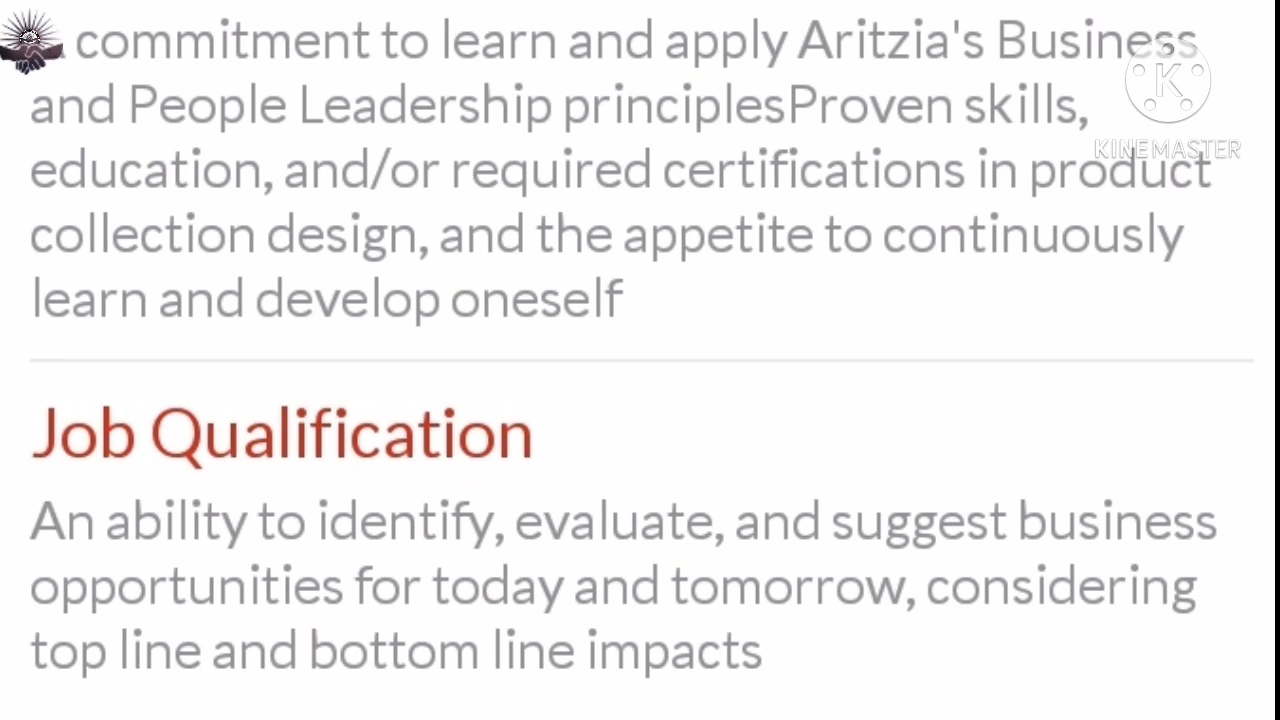 commitment to learn and apply Aritzia's Business
and People Leadership principlesProven skills,
education, and/or required certifications in product
collection design, and the appetite to continuously
learn and develop oneself
Job Qualification
An ability to identify, evaluate, and suggest business
opportunities for today and tomorrow, considering
top line and bottom line impacts
K
KINEMASTER